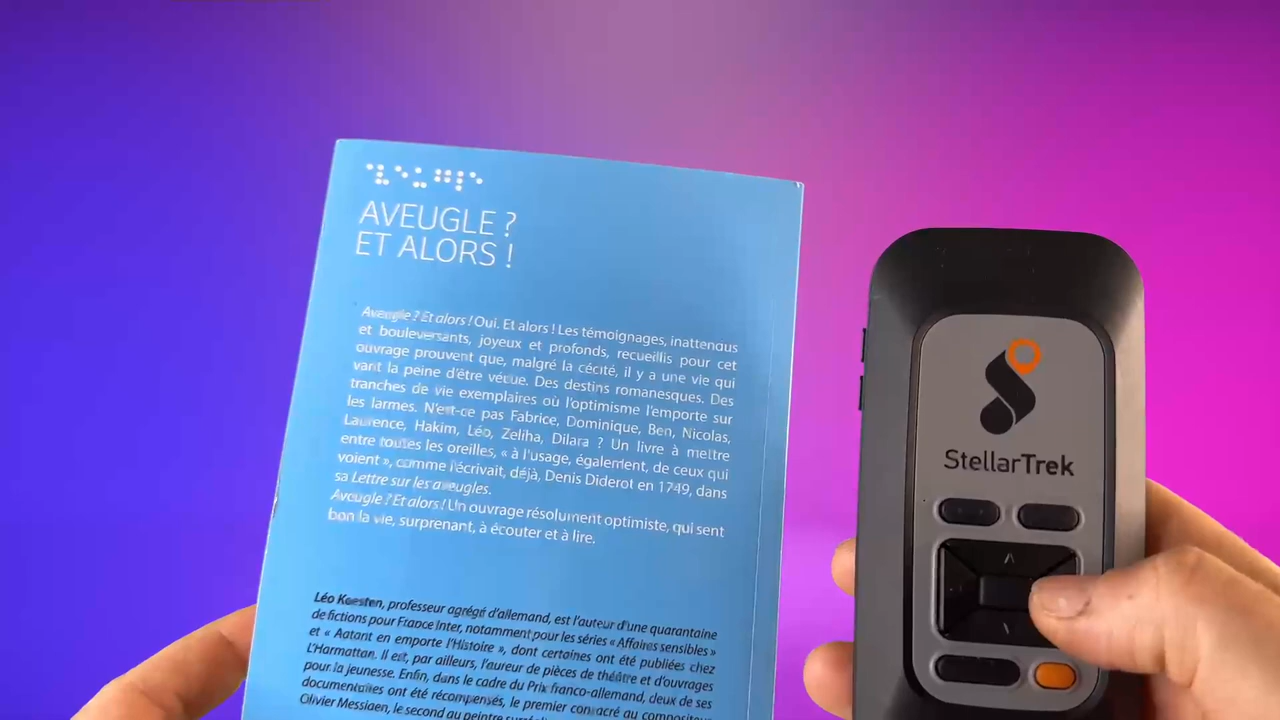 AVEUGLE ?
ET ALORS !
Aveugle ? Et alors ! Oui. Et alors ! Les témoignages, inattendus
et bouleversants, joyeux et profonds, recueillis pour cet
ouvrage prouvent que, malgré la cécité, il y a une vie qui
vaut la peine d'être vécue. Des destins romanesques. Des
tranches de vie exemplaires où l'optimisme l'emporte sur
les larmes. N'est-ce pas Fabrice, Dominique, Ben, Nicolas,
Laurence, Hakim, Léo, Zeliha, Dilara ? Un livre à mettre
entre toutes les oreilles, « à l'usage, également, de ceux qui
voient », comme l'écrivait, déjà, Denis Diderot en 1749, dans
sa Lettre sur les aveugles.
Aveugle ? Et alors ! Un ouvrage résolument optimiste, qui sent
bon la vie, surprenant, à écouter et à lire.
Léo Koesten, professeur agrégé d'allemand, est l'auteur d'une quarantaine
de fictions pour France Inter, notamment pour les séries « Affaires sensibles »
et « Autant en emporte l'Histoire », dont certaines ont été publiées chez
L'Harmattan. Il est, par ailleurs, l'auteur de pièces de théâtre et d'ouvrages
pour la jeunesse. Enfin, dans le cadre du Prix franco-allemand, deux de ses
documentaires ont été récompensés, le premier consacré au compositeur
Olivier Messiaen, le second au peintre
StellarTrek